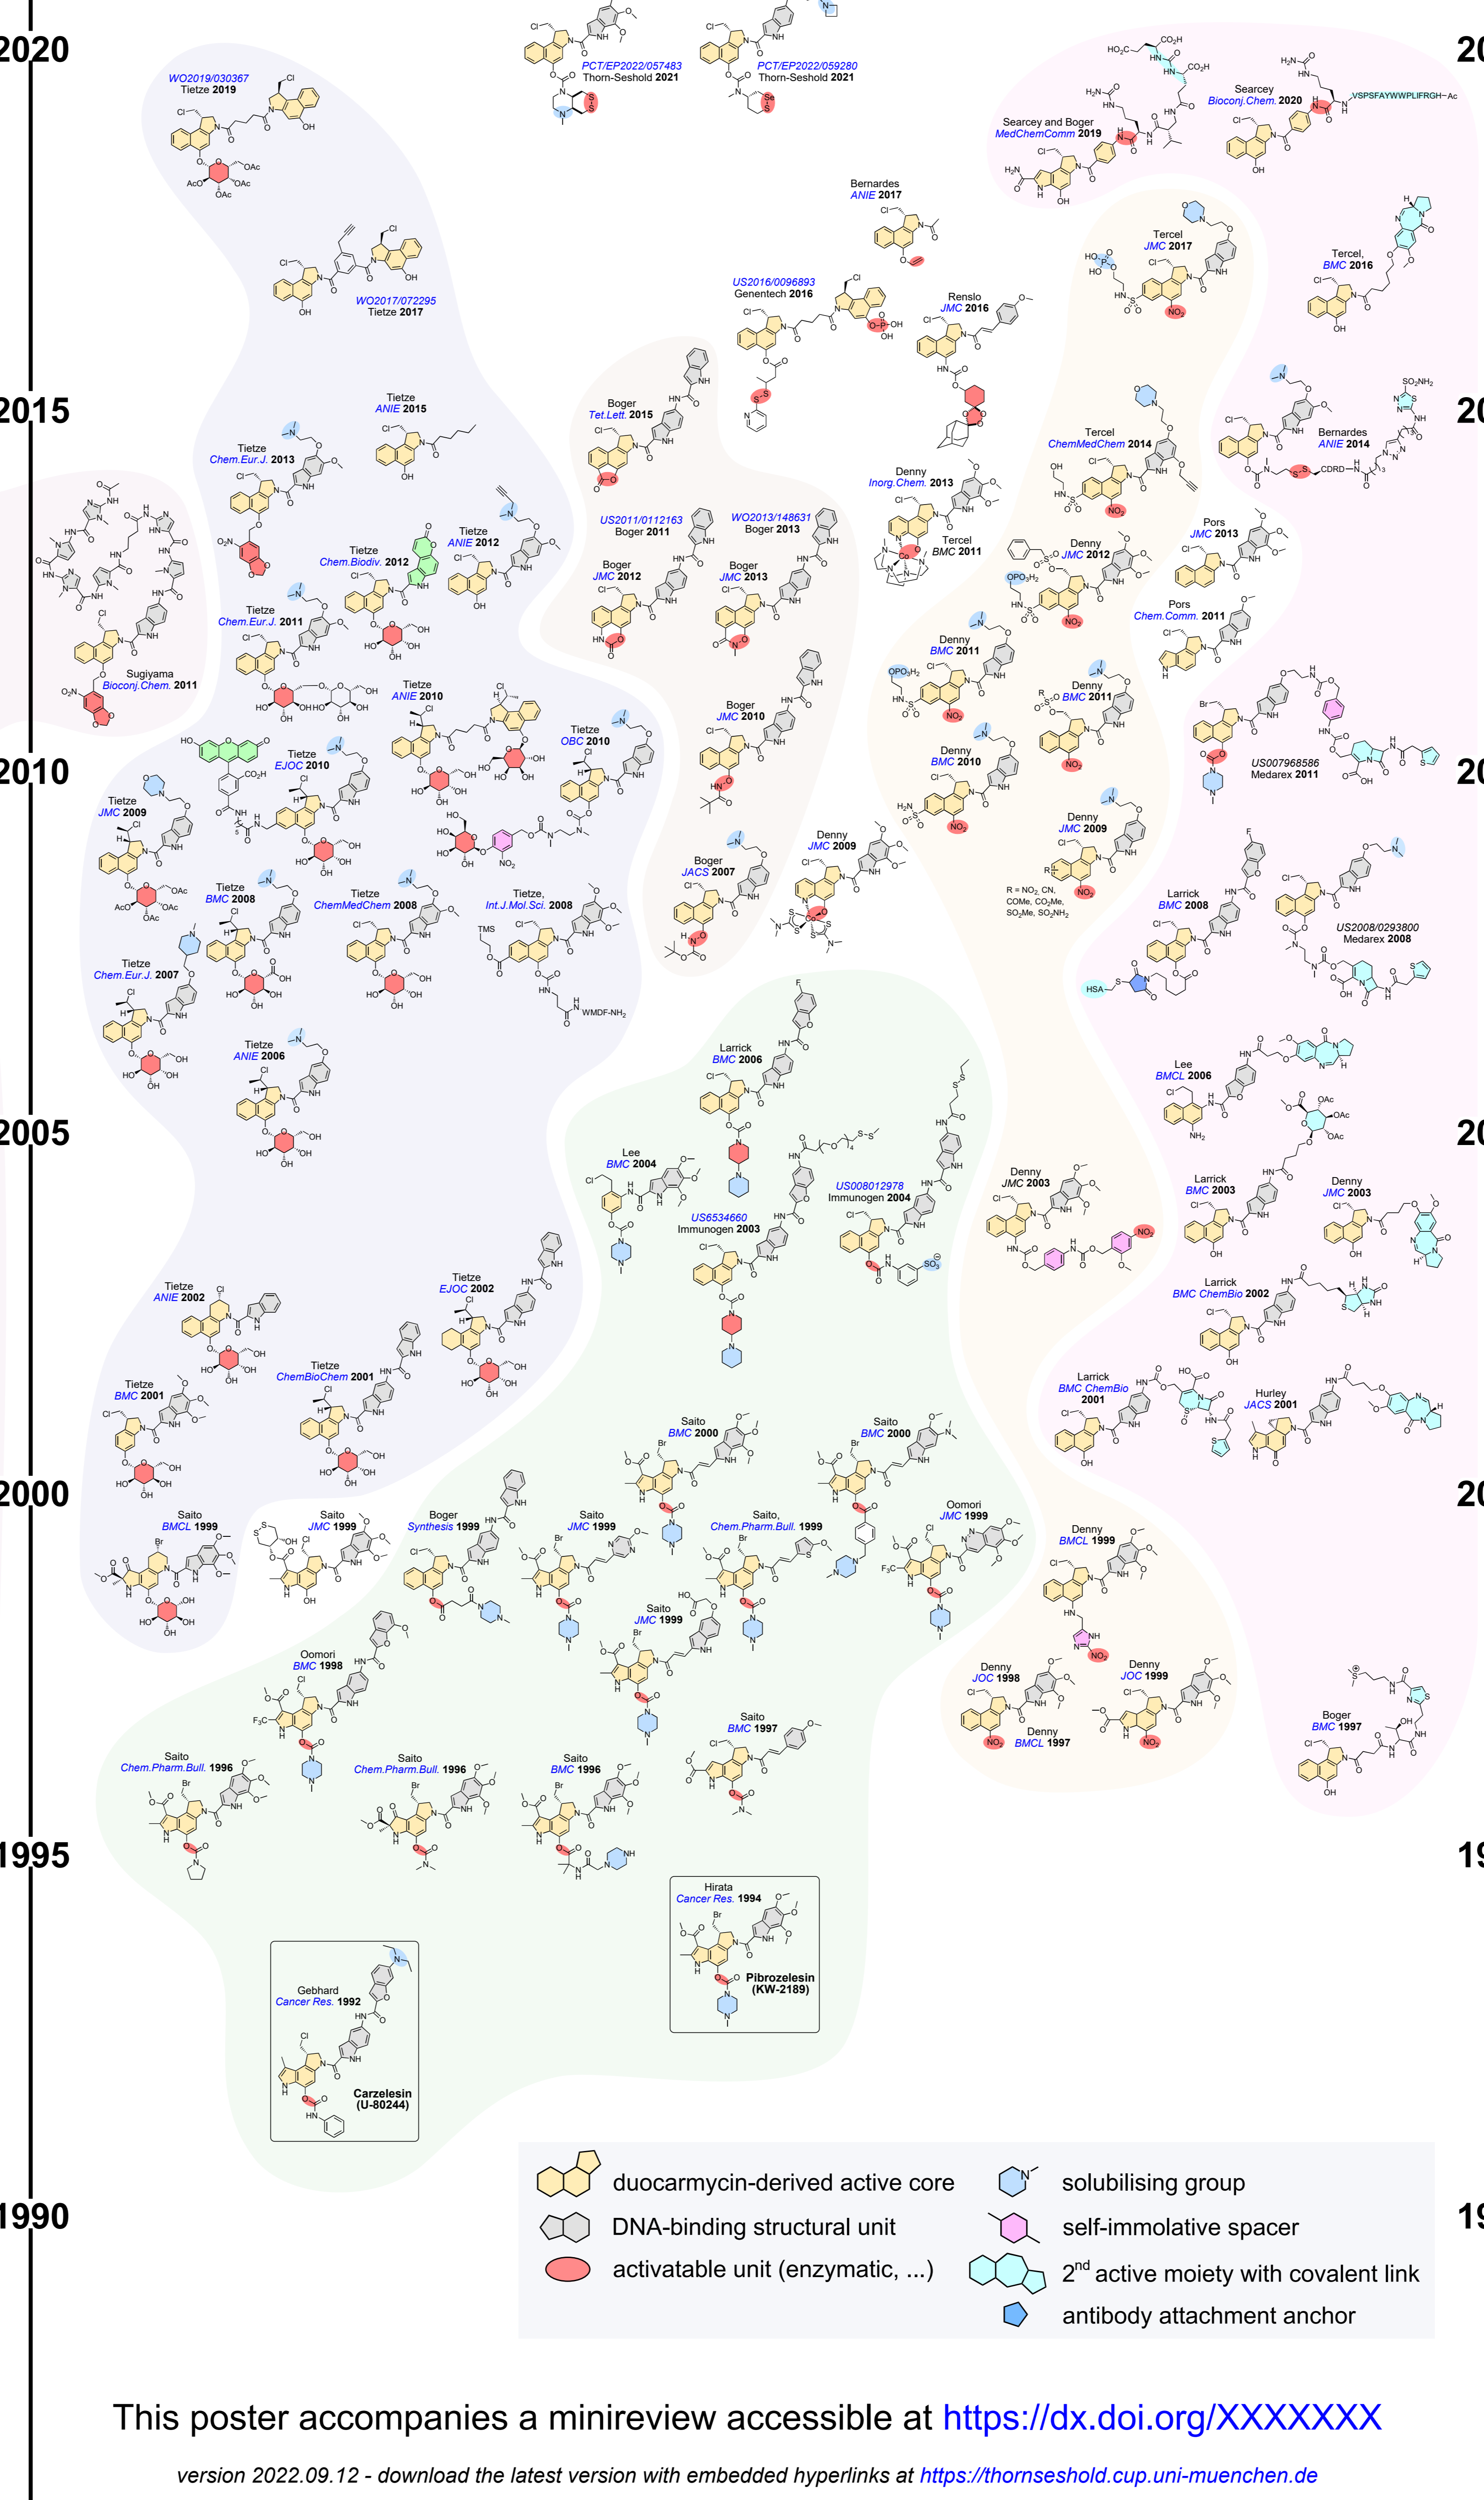 2020
PCT/EP2022/057483
Thorn-Seshold 2021
PCT/EP2022/059280
Thorn-Seshold 2021
WO2019/030367
Tietze 2019
Searcey and Boger
MedChemComm 2019
Searcey
Bioconj.Chem. 2020
VSPSFAYWWPLIFRGH-Ac
Bernardes
ANIE 2017
Tercel
JMC 2017
Tercel,
BMC 2016
WO2017/072295
Tietze 2017
US2016/0096893
Genentech 2016
Renslo
JMC 2016
2015
Tietze
ANIE 2015
Boger
Tet.Lett. 2015
Tietze
Chem.Eur.J. 2013
Tercel
ChemMedChem 2014
Bernardes
ANIE 2014
Denny
Inorg.Chem. 2013
Tercel
BMC 2011
US2011/0112163
Boger 2011
WO2013/148631
Boger 2013
Boger
JMC 2012
Boger
JMC 2013
Tietze
ANIE 2012
Tietze
Chem.Biodiv. 2012
Denny
JMC 2012
Pors
JMC 2013
Pors
Chem.Comm. 2011
Tietze
Chem.Eur.J. 2011
Sugiyama
Bioconj.Chem. 2011
Denny
BMC 2011
Denny
BMC 2011
Tietze
ANIE 2010
Boger
JMC 2010
Tietze
OBC 2010
Tietze
EJOC 2010
Denny
BMC 2010
US007968586
Medarex 2011
2010
Tietze
JMC 2009
Denny
JMC 2009
Denny
JMC 2009
R = NO2, CN,
COMe, CO2Me,
SO2Me, SO2NH2
Boger
JACS 2007
Tietze
BMC 2008
Tietze
ChemMedChem 2008
Tietze,
Int.J.Mol.Sci. 2008
WMDF-NH2
Larrick
BMC 2008
US2008/0293800
Medarex 2008
HSA
Tietze
Chem.Eur.J. 2007
Tietze
ANIE 2006
Larrick
BMC 2006
Lee
BMCL 2006
2005
Lee
BMC 2004
US008012978
Immunogen 2004
US6534660
Immunogen 2003
Denny
JMC 2003
Larrick
BMC 2003
Denny
JMC 2003
Tietze
ANIE 2002
Tietze
EJOC 2002
Larrick
BMC ChemBio 2002
Tietze
BMC 2001
Tietze
ChemBioChem 2001
Larrick
BMC ChemBio
2001
Hurley
JACS 2001
Saito
BMC 2000
Saito
BMC 2000
2000
Saito
BMCL 1999
Saito
JMC 1999
Boger
Synthesis 1999
Saito
JMC 1999
Saito,
Chem.Pharm.Bull. 1999
Oomori
JMC 1999
Denny
BMCL 1999
Saito
JMC 1999
Oomori
BMC 1998
Denny
JOC 1998
Denny
JOC 1999
Denny
BMCL 1997
Saito
BMC 1997
Boger
BMC 1997
Saito
Chem.Pharm.Bull. 1996
Saito
Chem.Pharm.Bull. 1996
Saito
BMC 1996
1995
Hirata
Cancer Res. 1994
Pibrozelesin
(KW-2189)
Gebhard
Cancer Res. 1992
Carzelesin
(U-80244)
1990
duocarmycin-derived active core
solubilising group
DNA-binding structural unit
self-immolative spacer
activatable unit (enzymatic, ...)
2nd active moiety with covalent link
antibody attachment anchor
This poster accompanies a minireview accessible at https://dx.doi.org/XXXXXXX
version 2022.09.12 - download the latest version with embedded hyperlinks at https://thornseshold.cup.uni-muenchen.de